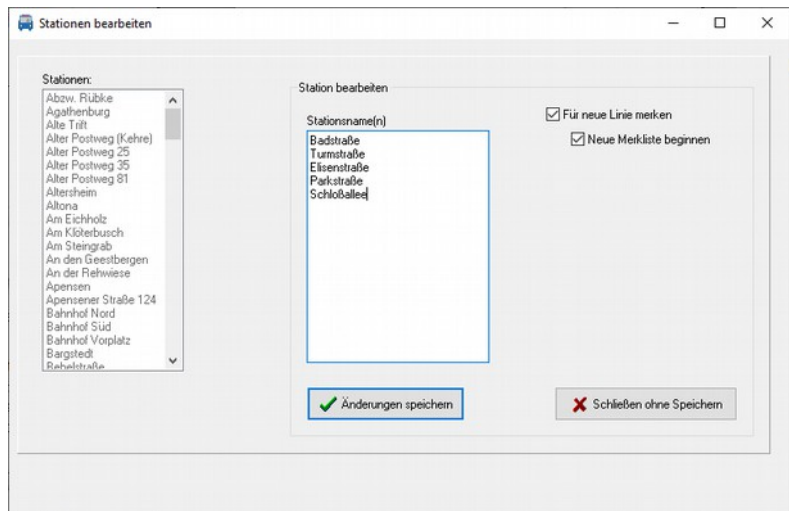 Stationen bearbeiten
Stationen:
Abzw. Rübke
Agathenburg
Alte Trift
Alter Postweg (Kehre)
Alter Postweg 25
Alter Postweg 35
Alter Postweg 81
Altersheim
Altona
Am Eichholz
Am Klöterbusch
Am Steingrab
An den Geestbergen
An der Rehwiese
Apensen
Apensener Straße 124
Bahnhof Nord
Bahnhof Süd
Bahnhof Vorplatz
Bargstedt
Bebelstraße
Station bearbeiten
Stationsname(n)
Badstraße
Turmstraße
Elisenstraße
Parkstraße
Schloßallee
Für neue Linie merken
Neue Merkliste beginnen
Änderungen speichern
Schließen ohne Speichern